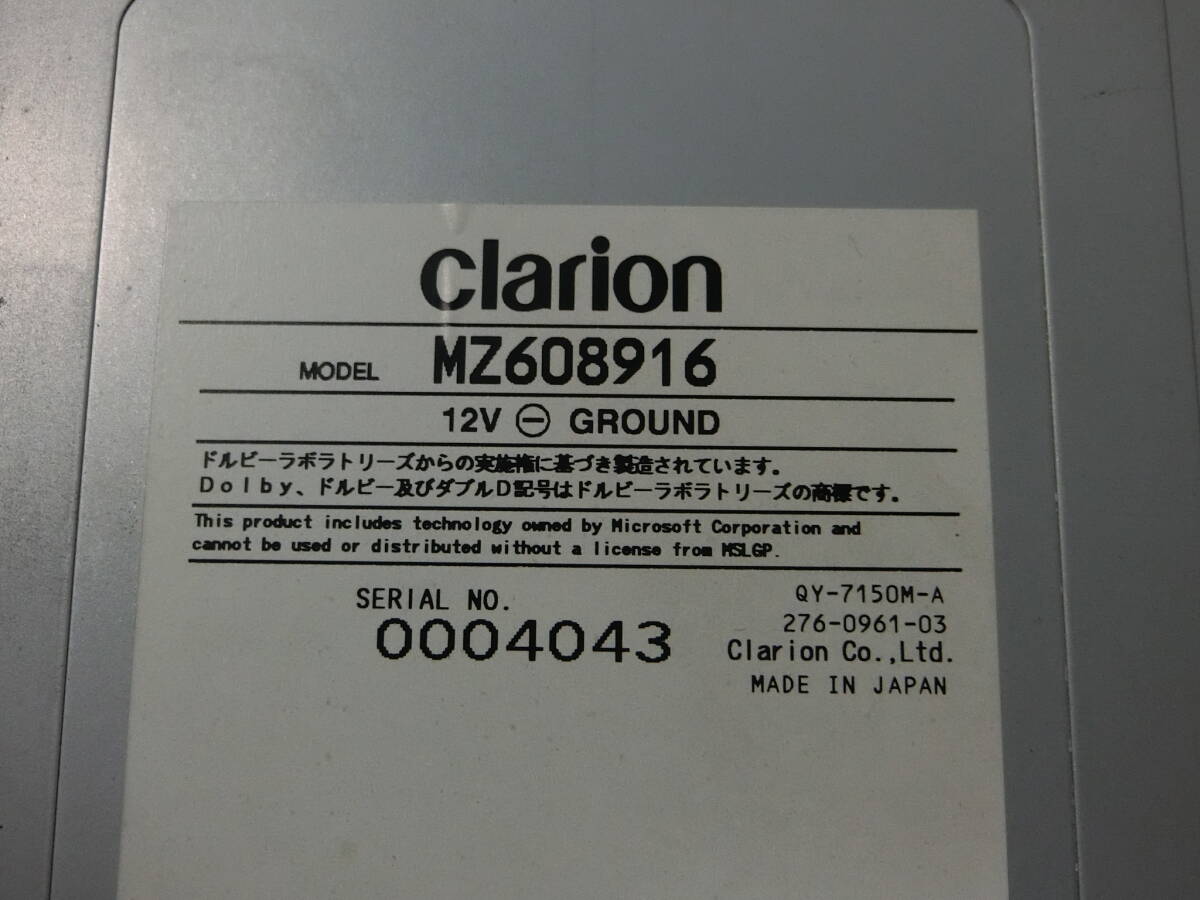 clarion
MODEL MZ608916
12V ⊖ GROUND
ドルビーラボラトリーズからの実施権に基づき製造されています。
Dolby、ドルビー及びダブルD記号はドルビーラボラトリーズの商標です。
This product includes technology owned by Microsoft Corporation and
cannot be used or distributed without a license from MSLGP.
SERIAL NO.
0004043
QY-7150M-A
276-0961-03
Clarion Co.,Ltd.
MADE IN JAPAN